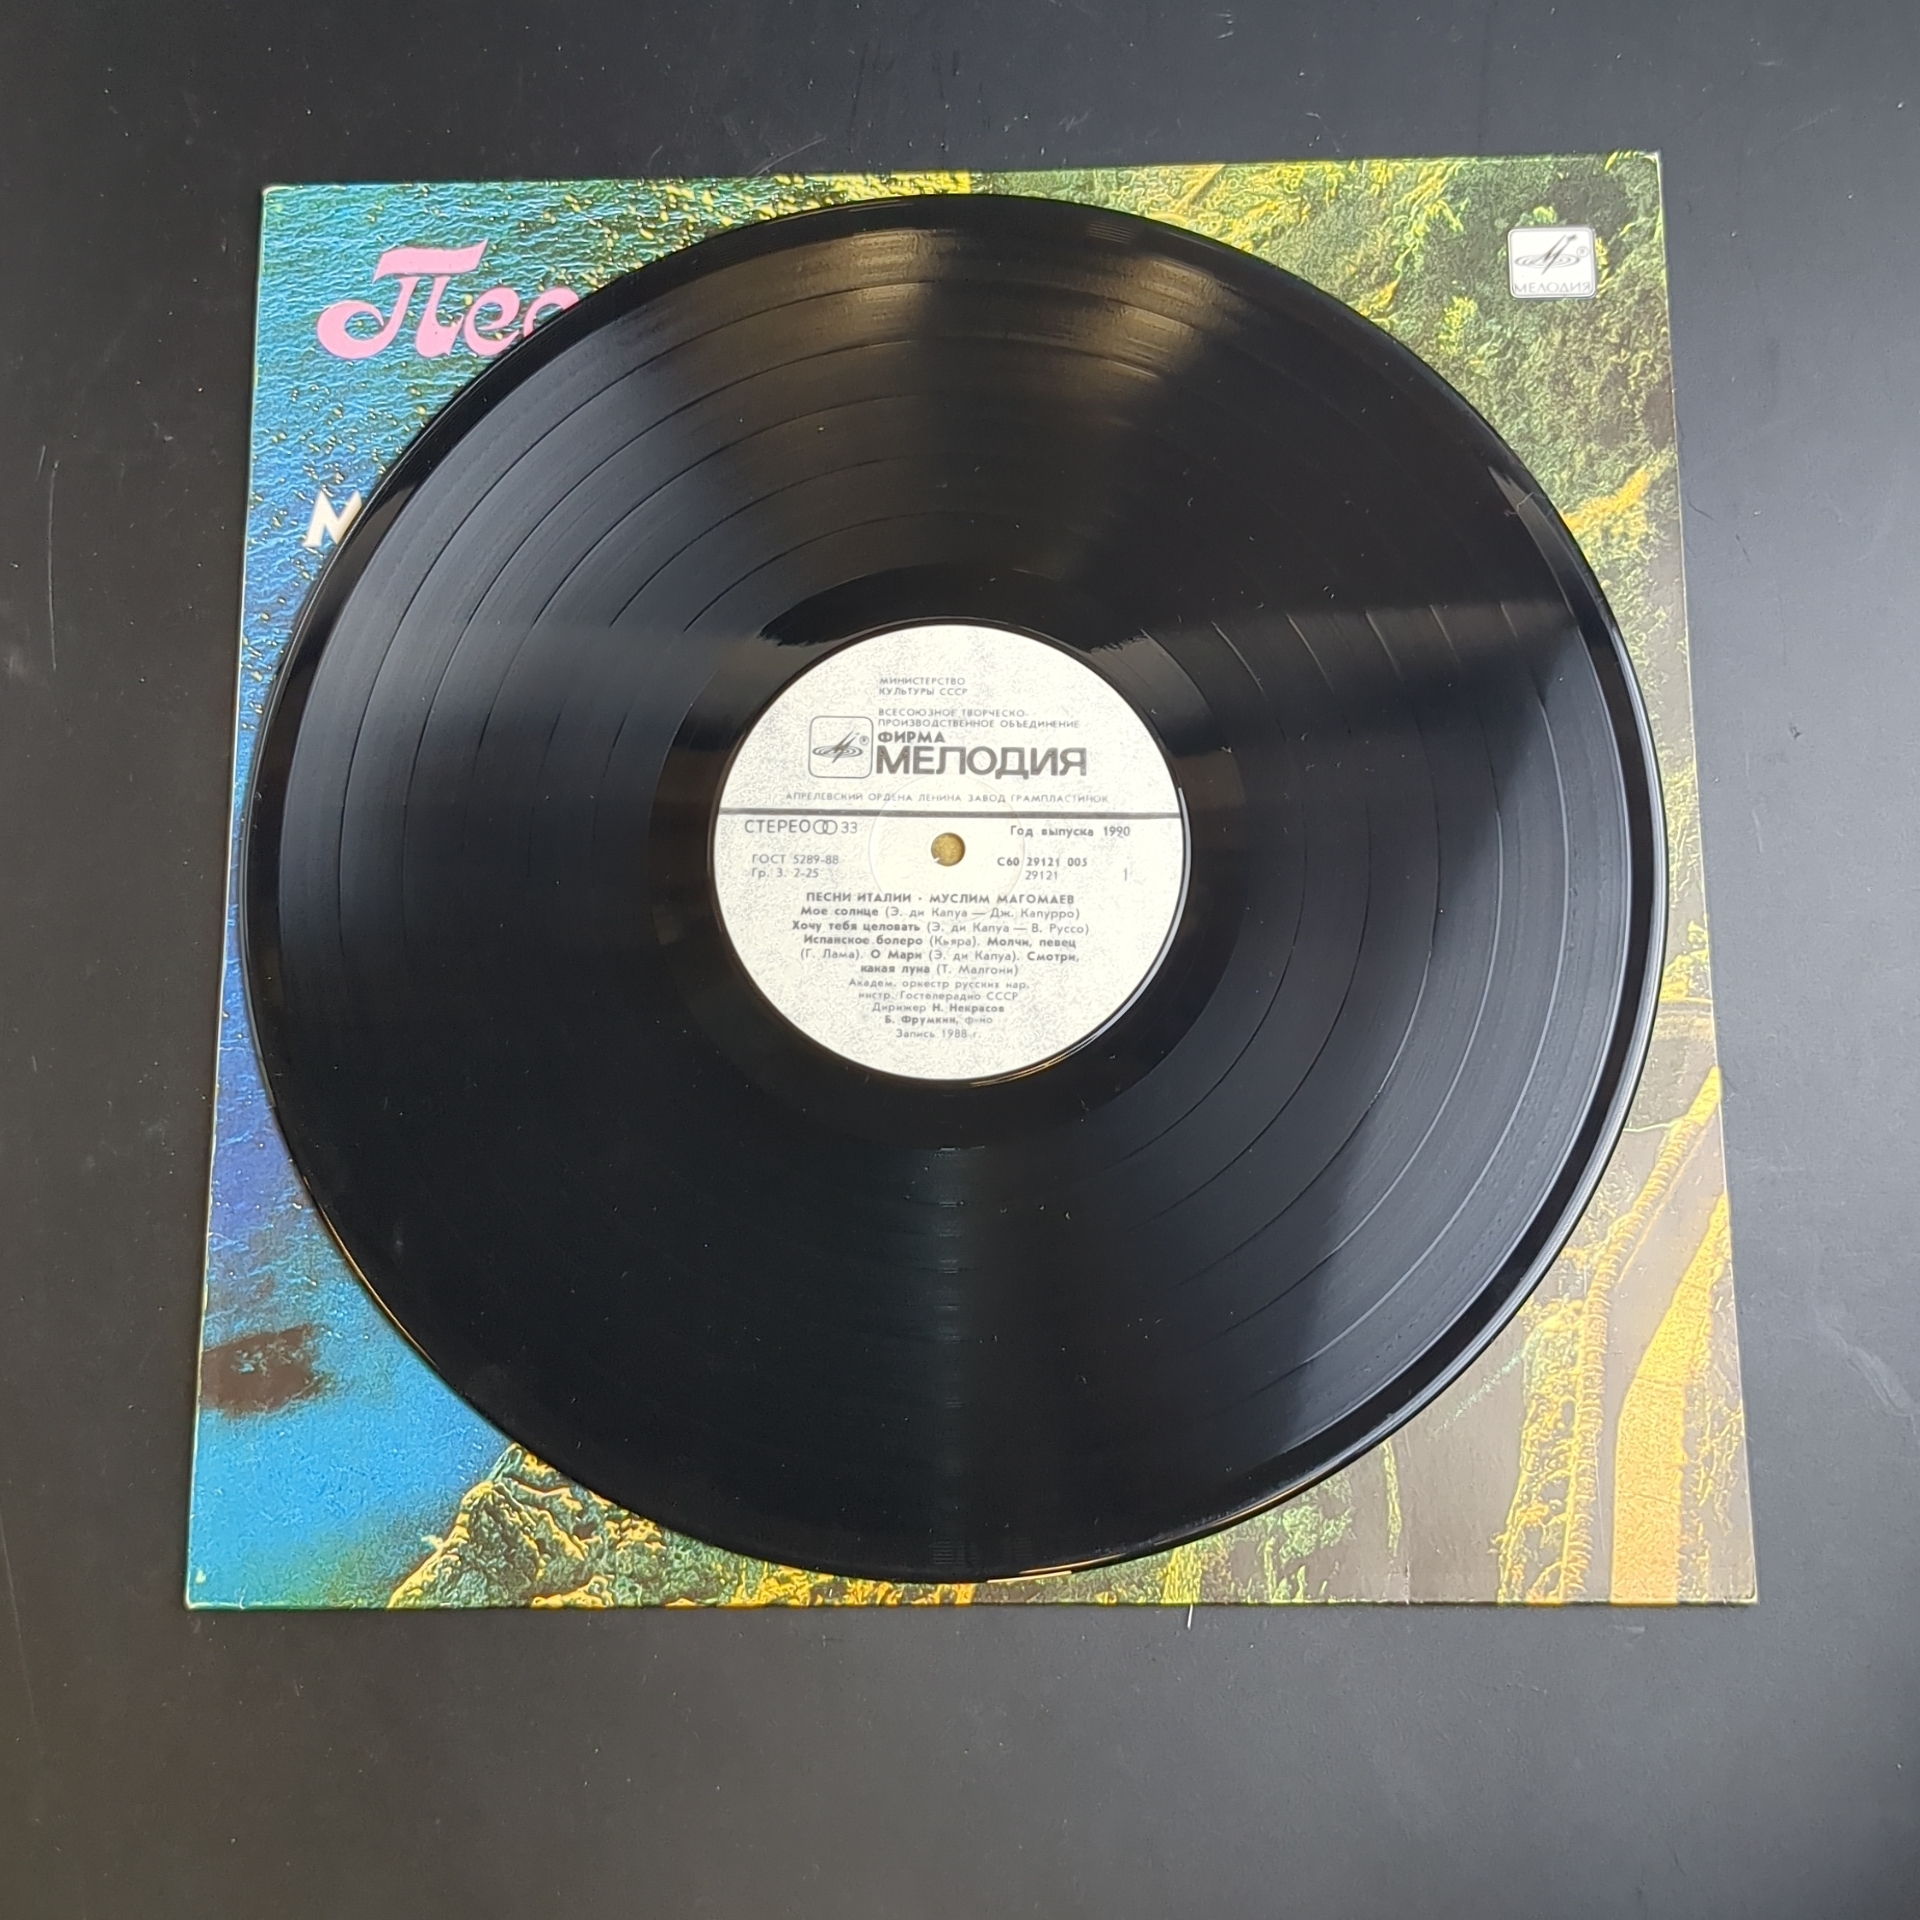 Пес
М
МЕЛОДИЯ
МИНИСТЕРСТВО
КУЛЬТУРЫ СССР
ВСЕСОЮЗНОЕ ТВОРЧЕСКО-
ПРОИЗВОДСТВЕННОЕ ОБЪЕДИНЕНИЕ
ФИРМА
® МЕЛОДИЯ
АПРЕЛЕВСКИЙ ОРДЕНА ЛЕНИНА ЗАВОД ГРАМПЛАСТИНОК
СТЕРЕО 33 Год выпуска 1990
ГОСТ 5289-88 С60 29121 005
Гр. 3. 2-25 29121 1
ПЕСНИ ИТАЛИИ · МУСЛИМ МАГОМАЕВ
Мое солнце (Э. ди Капуа — Дж. Капурро)
Хочу тебя целовать (Э. ди Капуа — В. Руссо)
Испанское болеро (Кьяра). Молчи, певец
(Г. Лама). О Мари (Э. ди Капуа). Смотри,
какая луна (Т. Малгони)
Академ. оркестр русских нар.
инстр. Гостелерадио СССР
Дирижер Н. Некрасов
Б. Фрумкин, ф-но
Запись 1988 г.